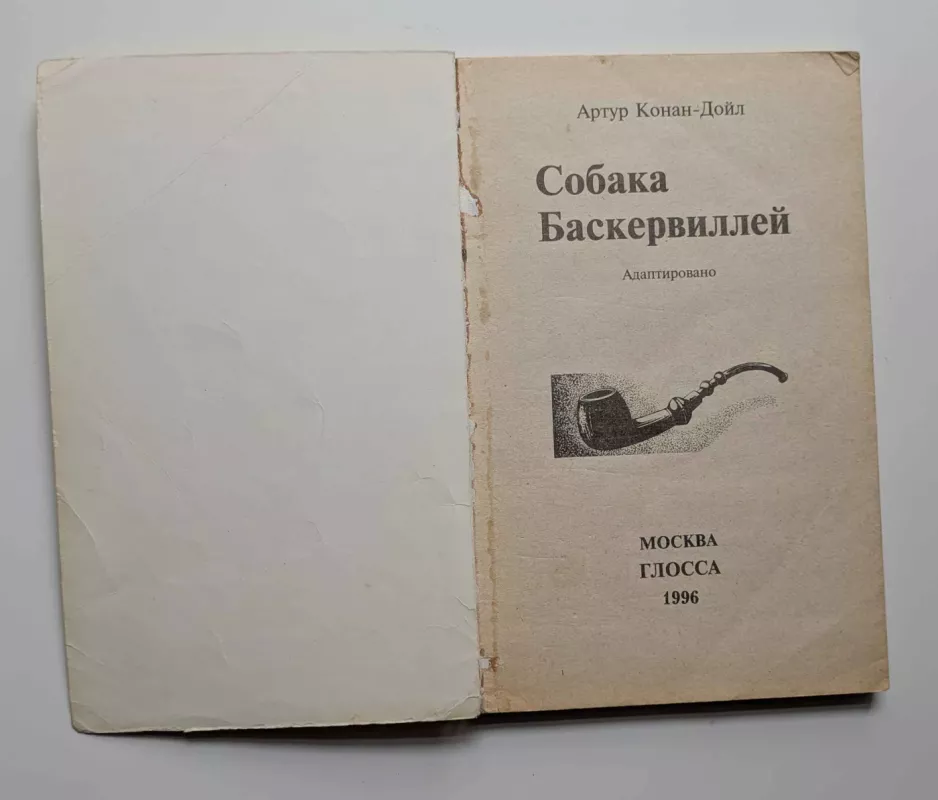 Артур Конан-Дойл
Собака
Баскервиллей
Адаптировано
МОСКВА
ГЛОССА
1996